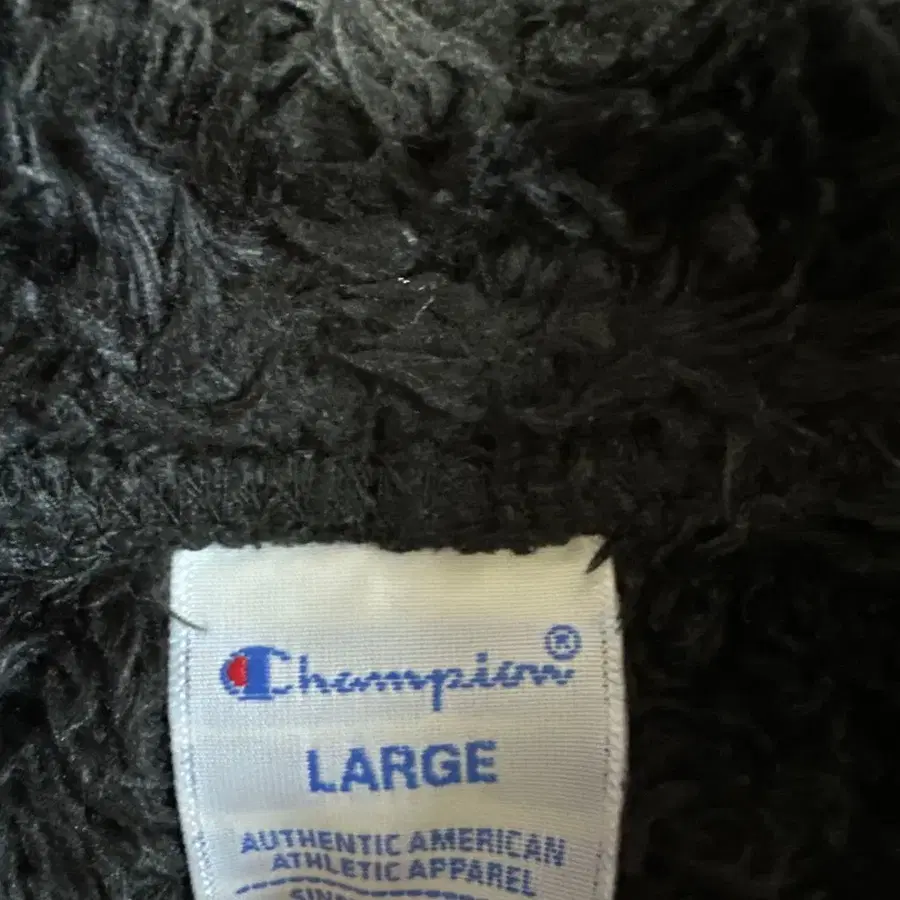 Champion®
LARGE
AUTHENTIC AMERICAN
ATHLETIC APPAREL